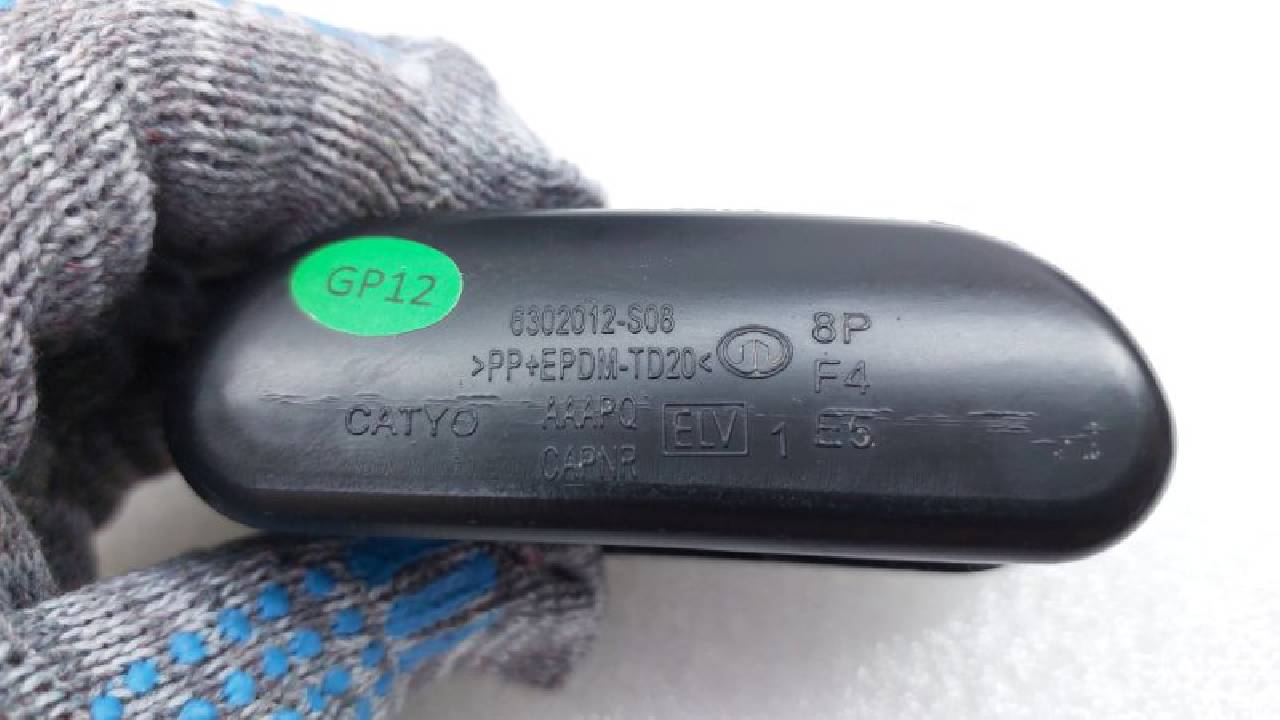 GP12
6302012-S08
>PP+EPDM-TD20<
8P
F4
CATYO
AAAPQ
ELV
1
E5
CAPNR